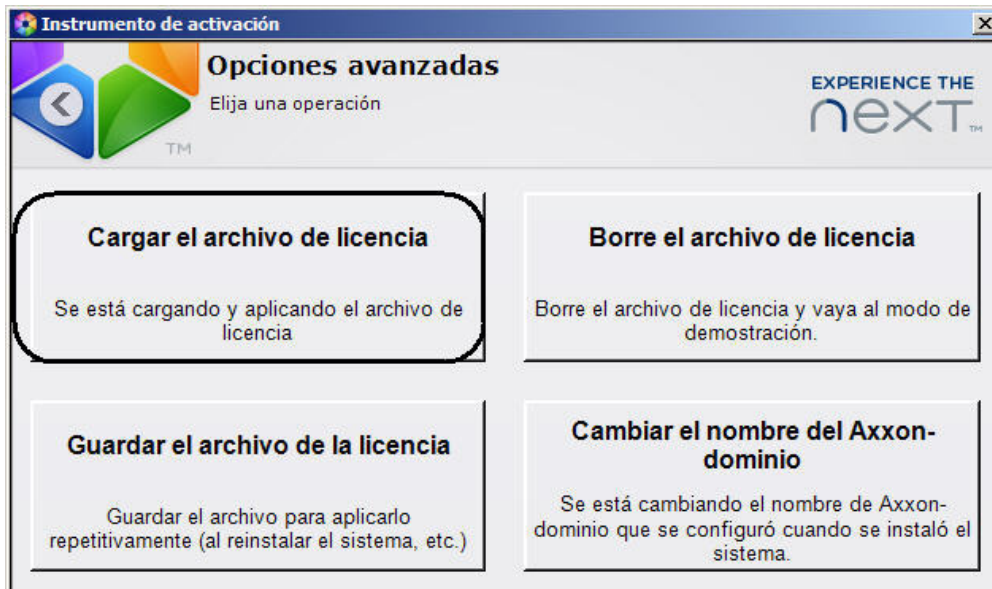 Instrumento de activación
Opciones avanzadas
Elija una operación
EXPERIENCE THE
next™
TM
Cargar el archivo de licencia
Se está cargando y aplicando el archivo de
licencia
Borre el archivo de licencia
Borre el archivo de licencia y vaya al modo de
demostración.
Guardar el archivo de la licencia
Guardar el archivo para aplicarlo
repetitivamente (al reinstalar el sistema, etc.)
Cambiar el nombre del Axxon-
dominio
Se está cambiando el nombre de Axxon-
dominio que se configuró cuando se instaló el
sistema.